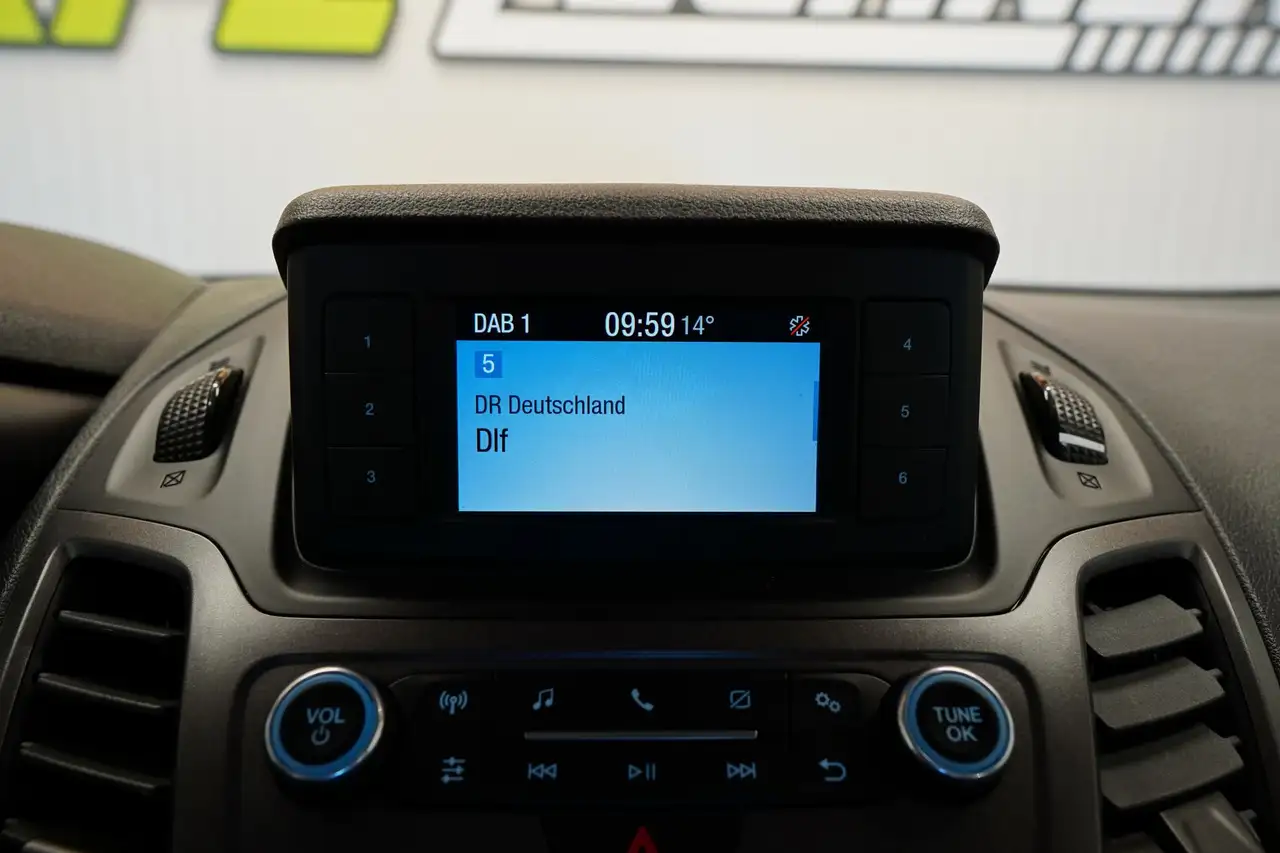 DAB 1 09:59 14°
5
DR Deutschland
Dlf
1
2
3
4
5
6
VOL
TUNE
OK